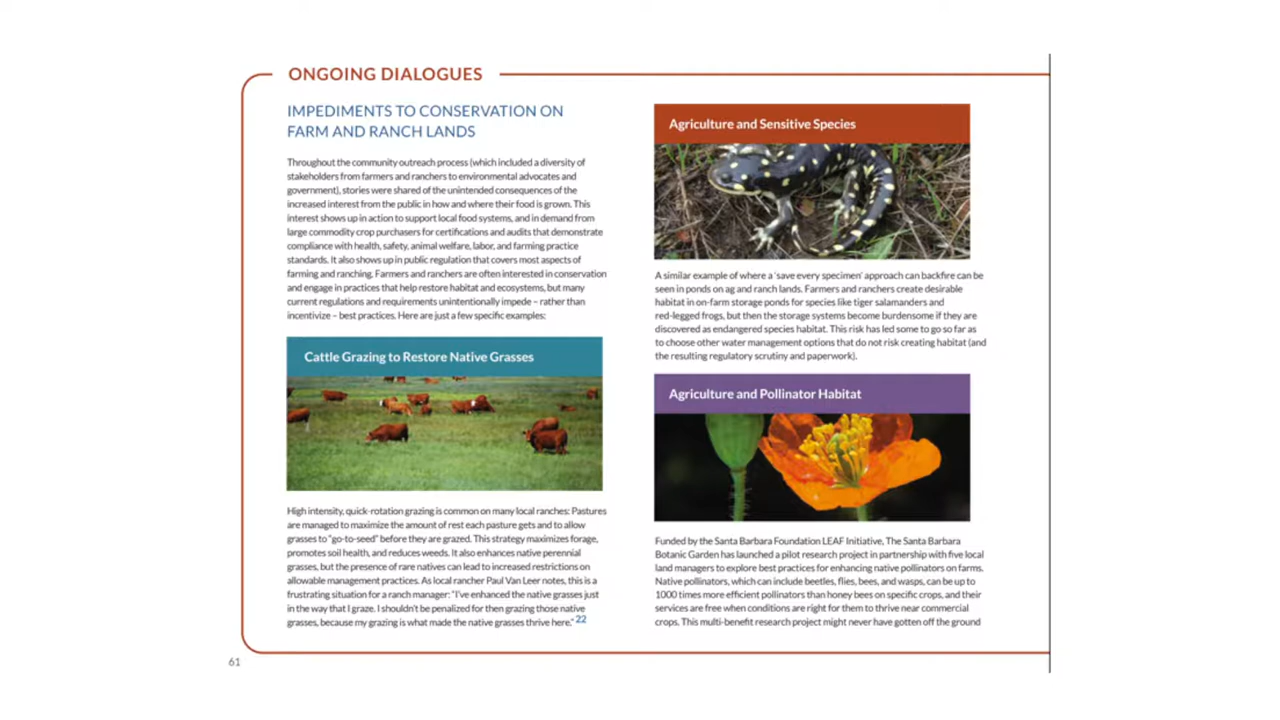 ONGOING DIALOGUES
IMPEDIMENTS TO CONSERVATION ON
FARM AND RANCH LANDS
Throughout the community outreach process (which included a diversity of
stakeholders from farmers and ranchers to environmental advocates and
government), stories were shared of the unintended consequences of the
increased interest from the public in how and where their food is grown. This
interest shows up in action to support local food systems, and in demand from
large commodity crop purchasers for certifications and audits that demonstrate
compliance with health, safety, animal welfare, labor, and farming practice
standards. It also shows up in public regulation that covers most aspects of
farming and ranching. Farmers and ranchers are often interested in conservation
and engage in practices that help restore habitat and ecosystems, but many
current regulations and requirements unintentionally impede – rather than
incentivize – best practices. Here are just a few specific examples:
Cattle Grazing to Restore Native Grasses
High intensity, quick-rotation grazing is common on many local ranches: Pastures
are managed to maximize the amount of rest each pasture gets and to allow
grasses to "go-to-seed" before they are grazed. This strategy maximizes forage,
promotes soil health, and reduces weeds. It also enhances native perennial
grasses, but the presence of rare natives can lead to increased restrictions on
allowable management practices. As local rancher Paul Van Leer notes, this is a
frustrating situation for a ranch manager: "I've enhanced the native grasses just
in the way that I graze. I shouldn't be penalized for then grazing those native
grasses, because my grazing is what made the native grasses thrive here." 22
Agriculture and Sensitive Species
A similar example of where a 'save every specimen' approach can backfire can be
seen in ponds on ag and ranch lands. Farmers and ranchers create desirable
habitat in on-farm storage ponds for species like tiger salamanders and
red-legged frogs, but then the storage systems become burdensome if they are
discovered as endangered species habitat. This risk has led some to go so far as
to choose other water management options that do not risk creating habitat (and
the resulting regulatory scrutiny and paperwork).
Agriculture and Pollinator Habitat
Funded by the Santa Barbara Foundation LEAF Initiative, The Santa Barbara
Botanic Garden has launched a pilot research project in partnership with five local
land managers to explore best practices for enhancing native pollinators on farms.
Native pollinators, which can include beetles, flies, bees, and wasps, can be up to
1000 times more efficient pollinators than honey bees on specific crops, and their
services are free when conditions are right for them to thrive near commercial
crops. This multi-benefit research project might never have gotten off the ground
61